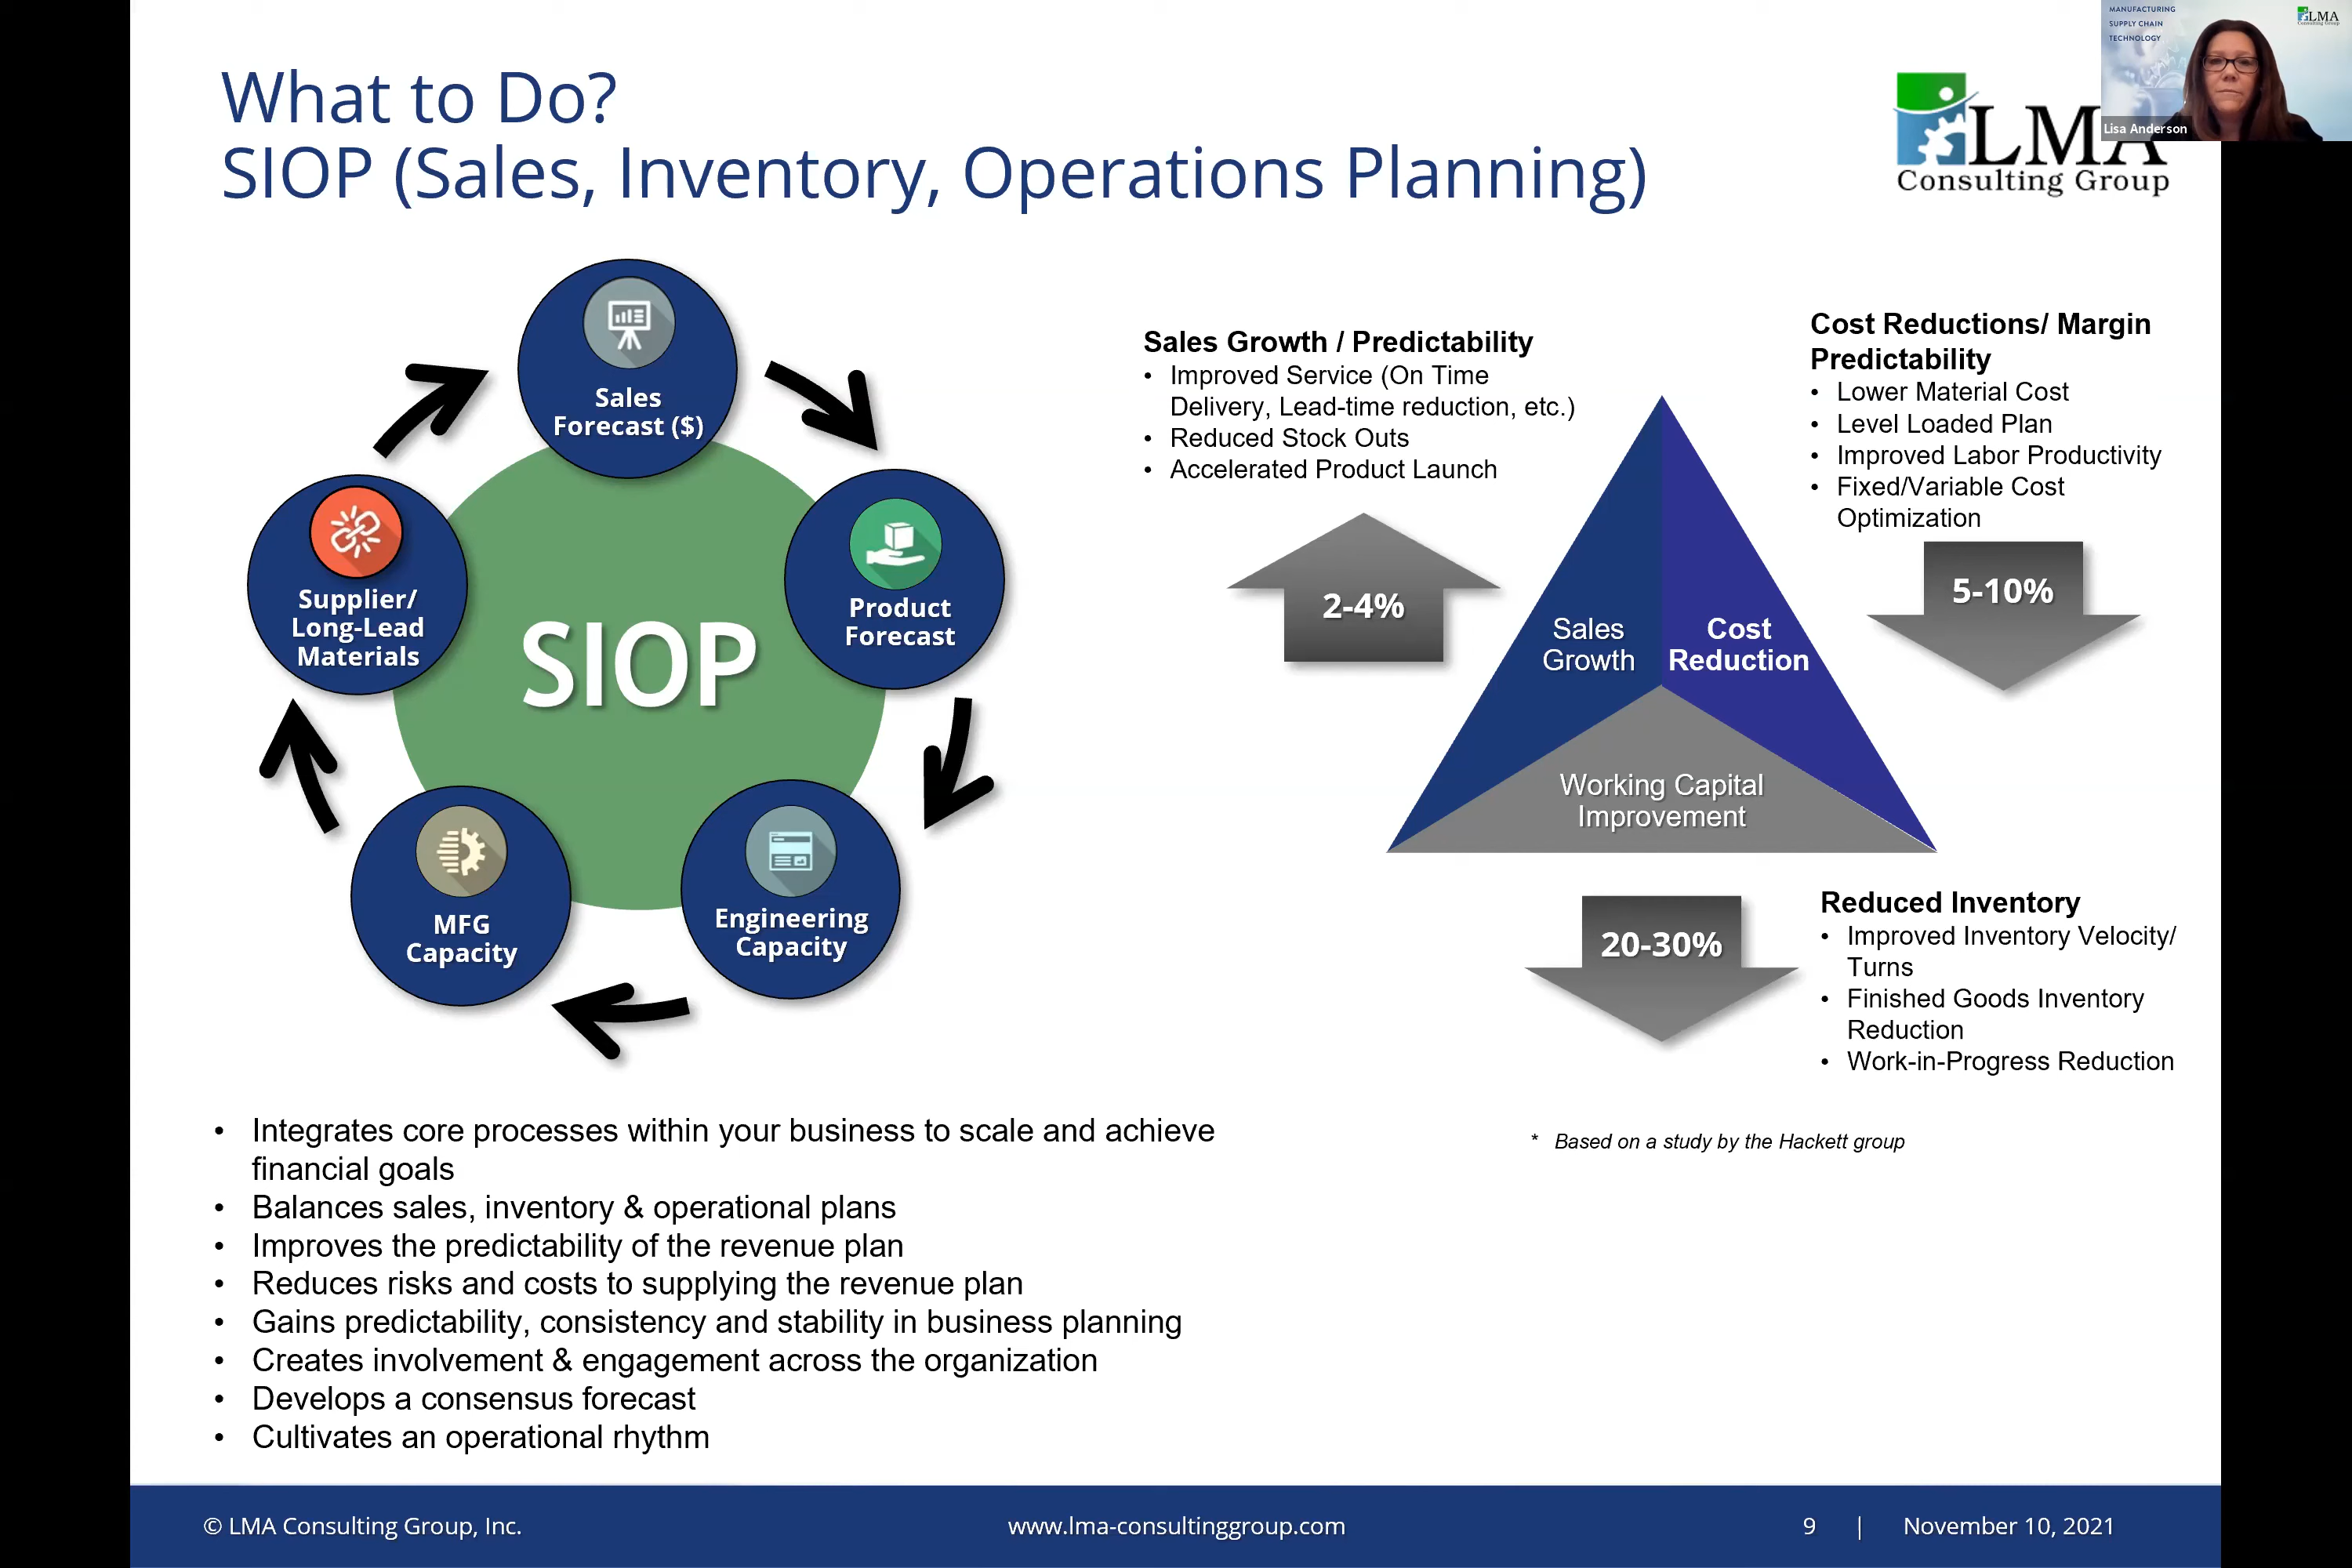 What to Do?
SIOP (Sales, Inventory, Operations Planning)
MANUFACTURING
SUPPLY CHAIN
TECHNOLOGY
LMA
Consulting Group
Lisa Anderson
LMA
Consulting Group
Sales
Forecast ($)
Product
Forecast
Engineering
Capacity
MFG
Capacity
Supplier/
Long-Lead
Materials
SIOP
Sales Growth / Predictability
• Improved Service (On Time
Delivery, Lead-time reduction, etc.)
• Reduced Stock Outs
• Accelerated Product Launch
2-4%
Cost Reductions/ Margin
Predictability
• Lower Material Cost
• Level Loaded Plan
• Improved Labor Productivity
• Fixed/Variable Cost
Optimization
5-10%
Sales
Growth
Cost
Reduction
Working Capital
Improvement
20-30%
Reduced Inventory
• Improved Inventory Velocity/
Turns
• Finished Goods Inventory
Reduction
• Work-in-Progress Reduction
* Based on a study by the Hackett group
• Integrates core processes within your business to scale and achieve
financial goals
• Balances sales, inventory & operational plans
• Improves the predictability of the revenue plan
• Reduces risks and costs to supplying the revenue plan
• Gains predictability, consistency and stability in business planning
• Creates involvement & engagement across the organization
• Develops a consensus forecast
• Cultivates an operational rhythm
© LMA Consulting Group, Inc.
www.lma-consultinggroup.com
9 | November 10, 2021